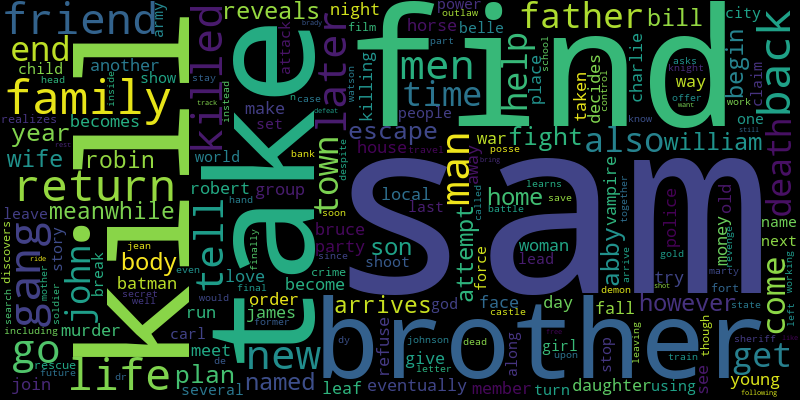 friend
reveals
night
power
outlaw
father
bill
city
army
film
horse
belle
find
begin
back
end
child
another
show
killed
attack
brady
later
killing
men
help
place
taken
decides
charlie
asks
knight
way
claim
head
inside
stay
take
watson
part
school
control
offer
want
work
family
kill
realizes
becomes
track
instead
make
set
case
time
people
know
one
death
year
world
bank
despite
defeat
town
escape
man
war
fight
also
william
still
wife
robin
house
travel
away
posse
bring
return
robert
group
sam
local
home
learns
save
abby
vampire
together
police
old
leave
meanwhile
tell
hand
soon
last
called
battle
money
revenge
name
discovers
gang
story
john
jean
body
bruce
since
son
attempt
woman
arrive
gold
next
search
break
ride
mother
even
love
finally
party
shoot
force
lead
demon
try
marty
come
working
soldier
batman
secret
well
final
crime
become
god
castle
shot
fort
left
order
would
former
arrives
face
day
fall
however
state
including
murder
carl
run
james
new
brother
refuse
johnson
dead
along
girl
stop
leaving
though
sheriff
go
rescue
future
life
dr
meet
de
plan
dy
give
letter
upon
train
see
get
young
join
several
named
leaf
eventually
member
turn
daughter
using
following